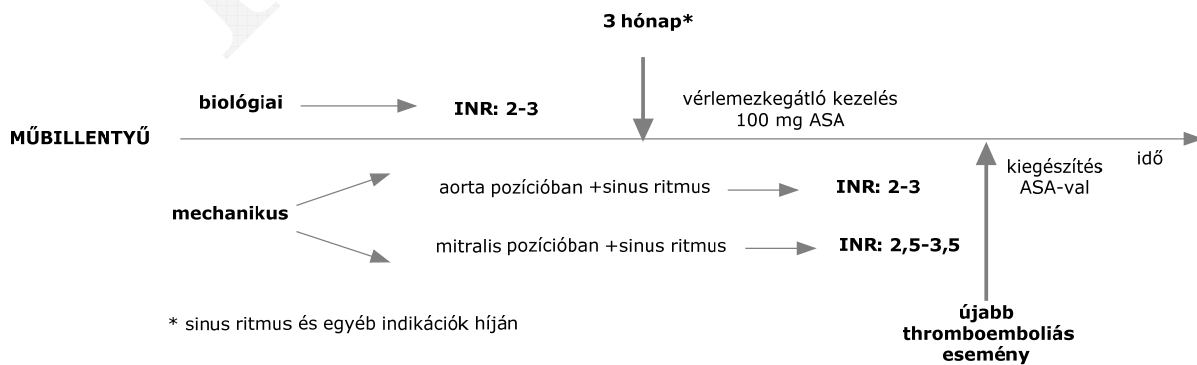 3 hónap*
biológiai
INR: 2-3
vérlemezkegátló kezelés
100 mg ASA
MŰBILLENTYŰ
idő
kiegészítés
ASA-val
aorta pozícióban +sinus ritmus
INR: 2-3
mechanikus
mitralis pozícióban +sinus ritmus
INR: 2,5-3,5
* sinus ritmus és egyéb indikációk híján
újabb
thromboemboliás
esemény